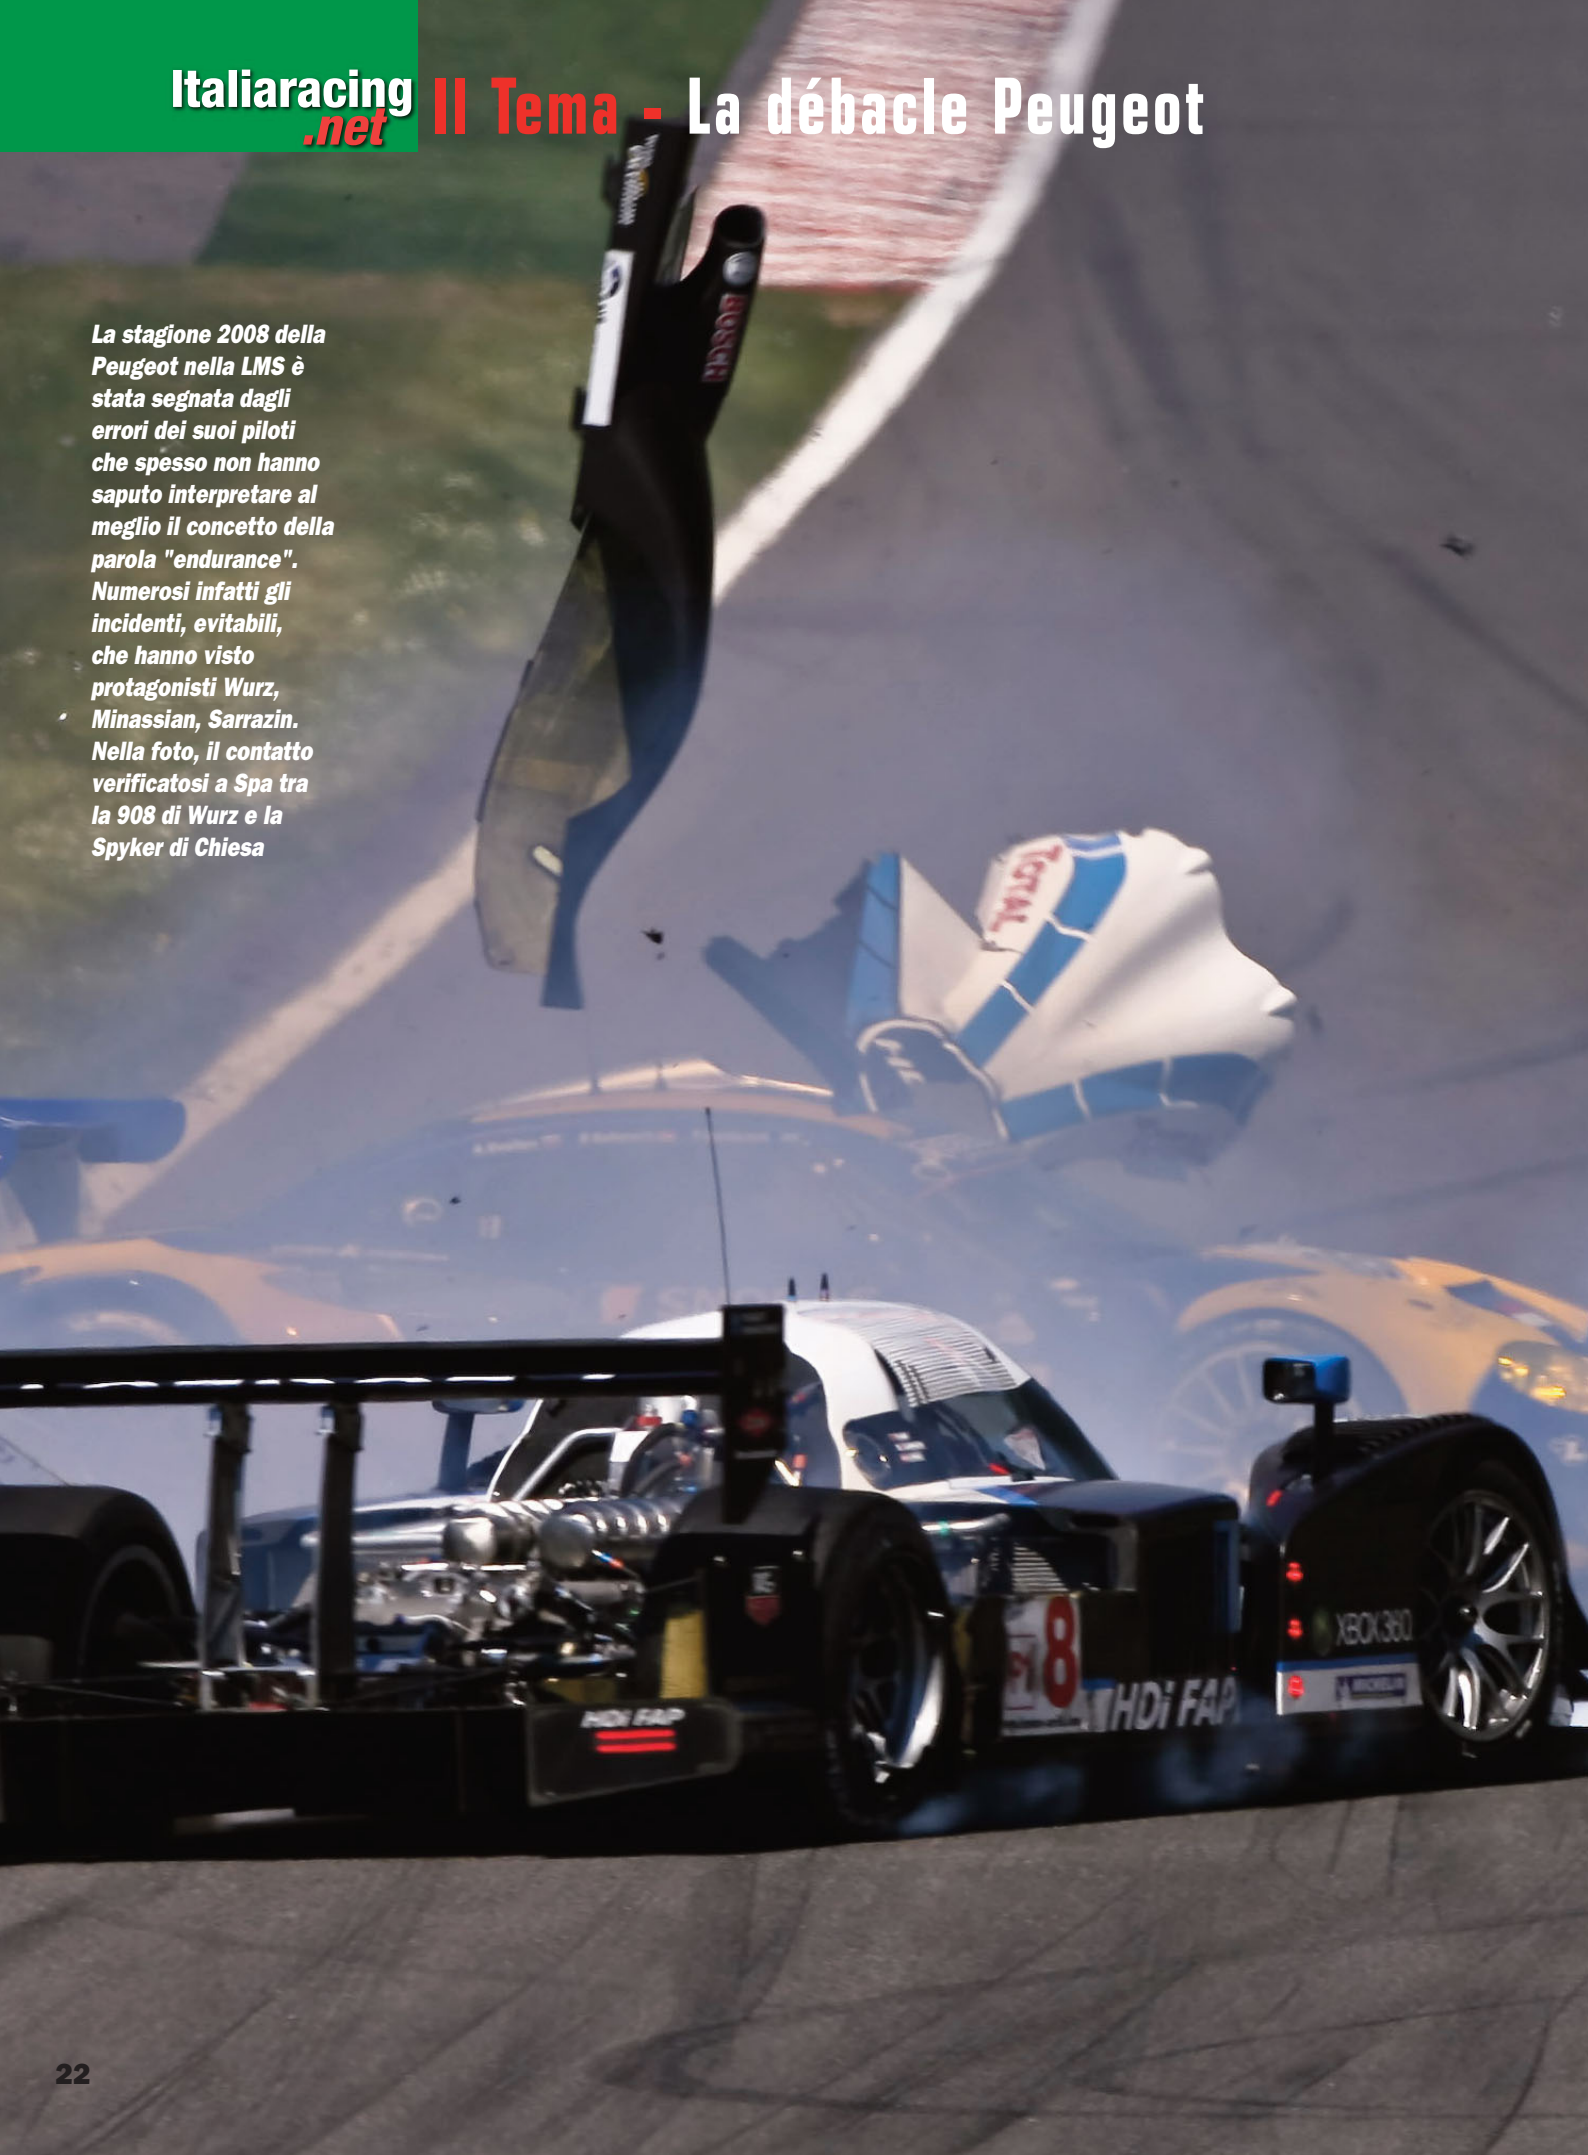 Italiaracing
.net
Il Tema - La débacle Peugeot
BOSCH
La stagione 2008 della
Peugeot nella LMS è
stata segnata dagli
errori dei suoi piloti
che spesso non hanno
saputo interpretare al
meglio il concetto della
parola "endurance".
Numerosi infatti gli
incidenti, evitabili,
che hanno visto
protagonisti Wurz,
Minassian, Sarrazin.
Nella foto, il contatto
verificatosi a Spa tra
la 908 di Wurz e la
Spyker di Chiesa
TOTAL
XBOX 360
8
MICHELIN
HDi FAP
HDi FAP
22